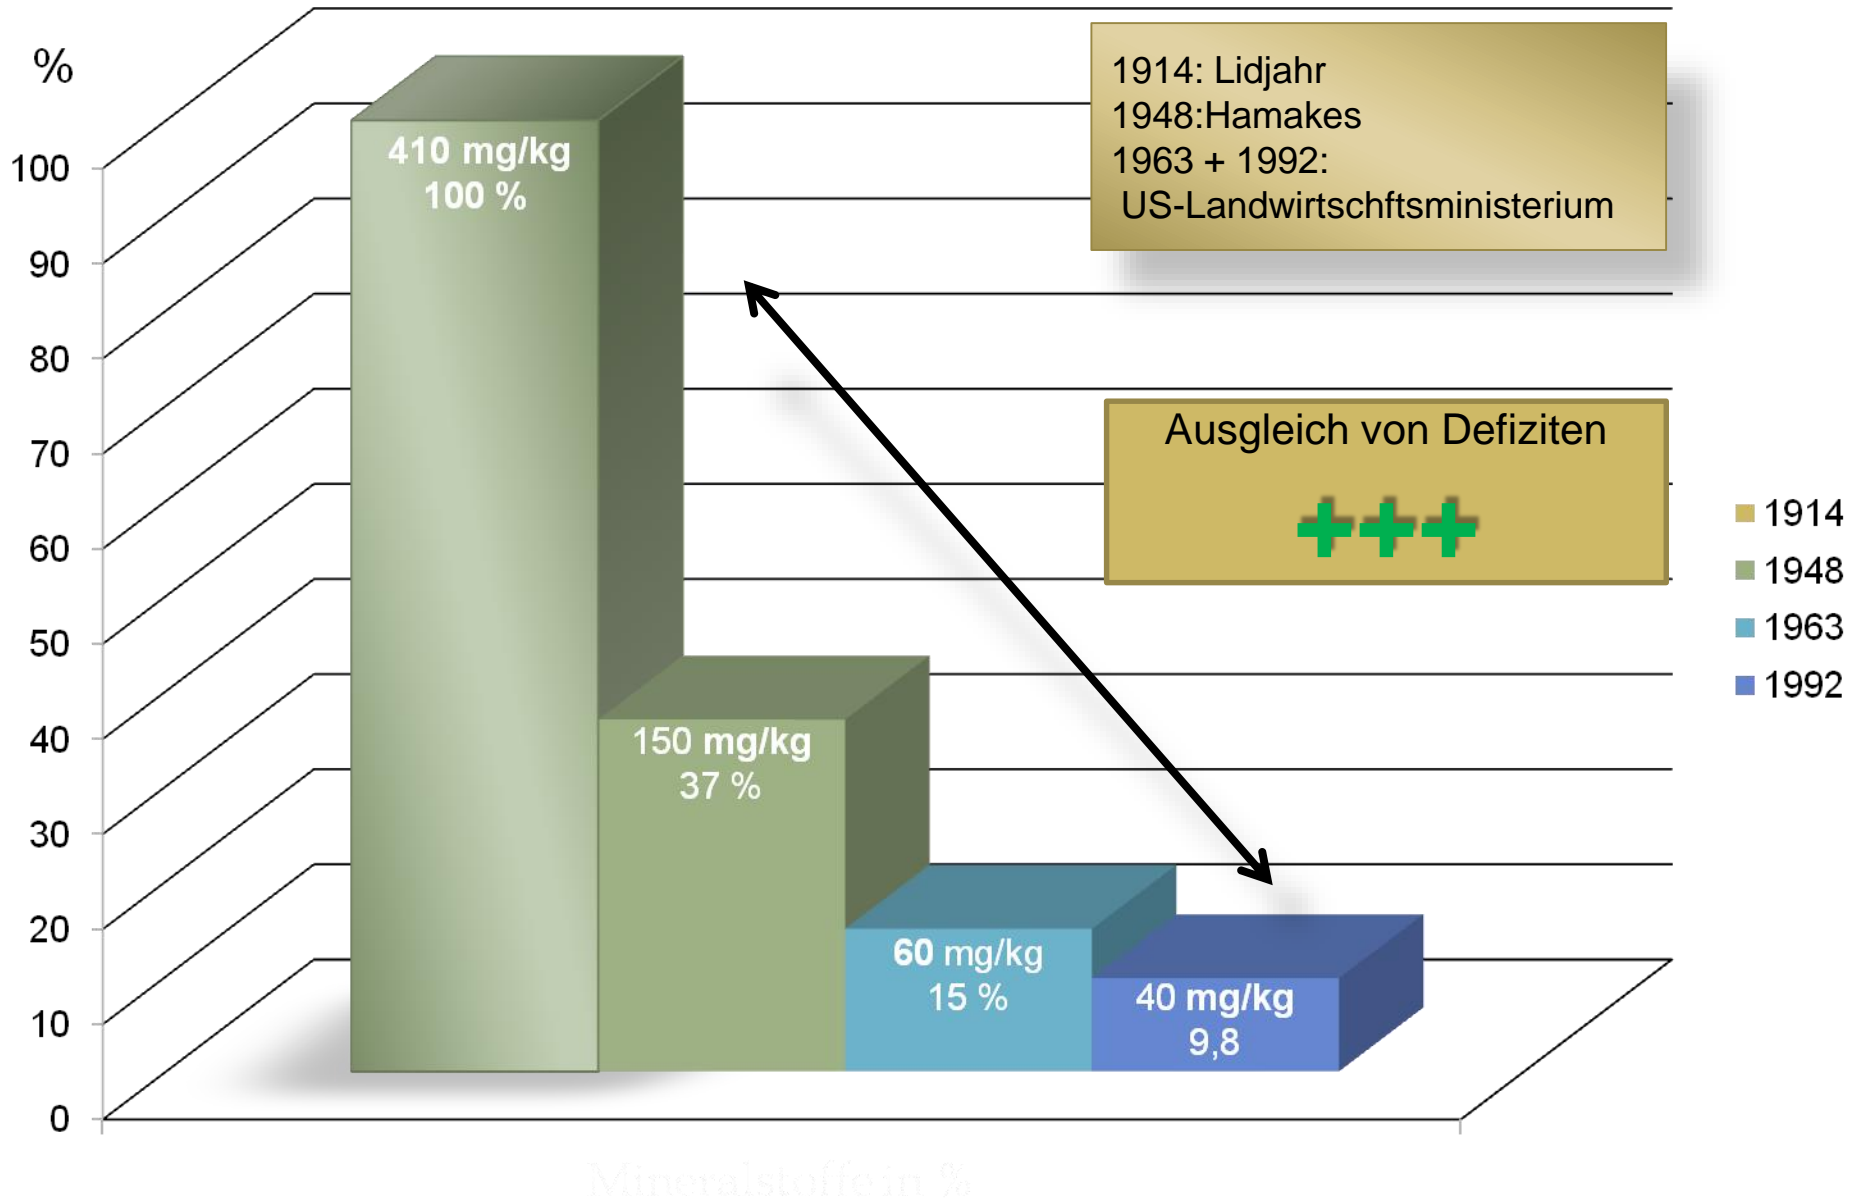 %
100
90
80
70
60
50
40
30
20
10
0
410 mg/kg
100 %
150 mg/kg
37 %
60 mg/kg
15 %
40 mg/kg
9,8
1914: Lidjahr
1948:Hamakes
1963 + 1992:
US-Landwirtschftsministerium
Ausgleich von Defiziten
+++
1914
1948
1963
1992
Mineralstoffe in %